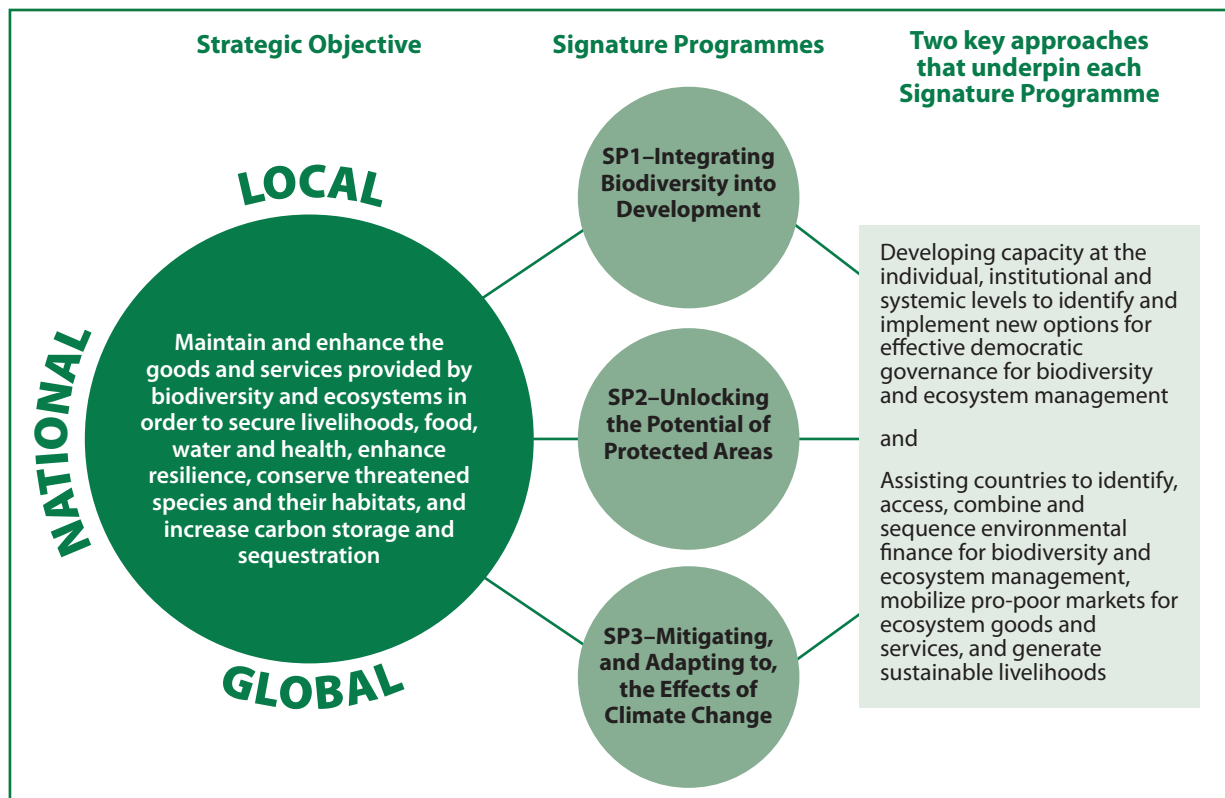 Strategic Objective
Signature Programmes
Two key approaches
that underpin each
Signature Programme
LOCAL
NATIONAL
GLOBAL
Maintain and enhance the
goods and services provided by
biodiversity and ecosystems in
order to secure livelihoods, food,
water and health, enhance
resilience, conserve threatened
species and their habitats, and
increase carbon storage and
sequestration
SP1–Integrating
Biodiversity into
Development
SP2–Unlocking
the Potential of
Protected Areas
SP3–Mitigating,
and Adapting to,
the Effects of
Climate Change
Developing capacity at the
individual, institutional and
systemic levels to identify and
implement new options for
effective democratic
governance for biodiversity
and ecosystem management
and
Assisting countries to identify,
access, combine and
sequence environmental
finance for biodiversity and
ecosystem management,
mobilize pro-poor markets for
ecosystem goods and
services, and generate
sustainable livelihoods